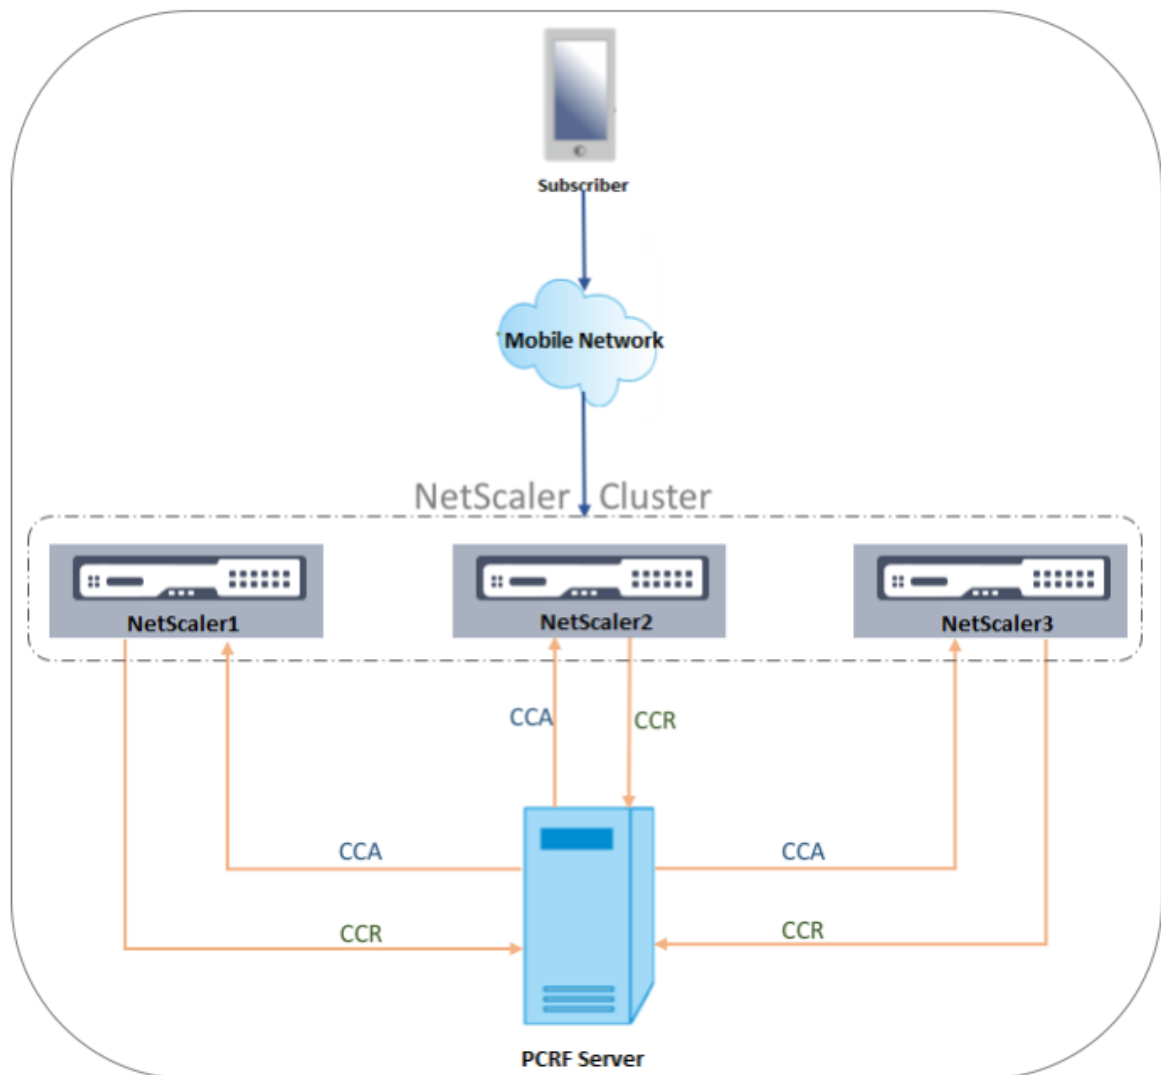 Subscriber
Mobile Network
NetScaler Cluster
NetScaler1
NetScaler2
NetScaler3
CCA
CCR
CCA
CCA
CCR
CCR
PCRF Server